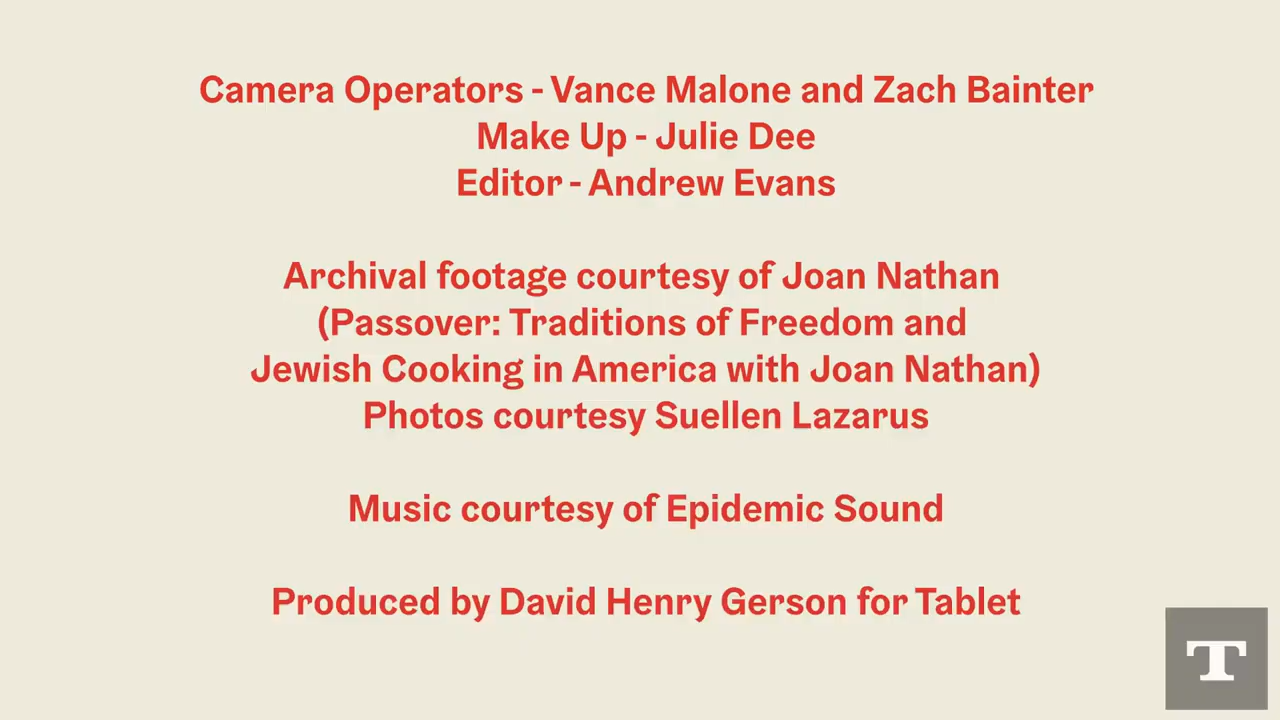 Camera Operators - Vance Malone and Zach Bainter
Make Up - Julie Dee
Editor - Andrew Evans
Archival footage courtesy of Joan Nathan
(Passover: Traditions of Freedom and
Jewish Cooking in America with Joan Nathan)
Photos courtesy Suellen Lazarus
Music courtesy of Epidemic Sound
Produced by David Henry Gerson for Tablet
T